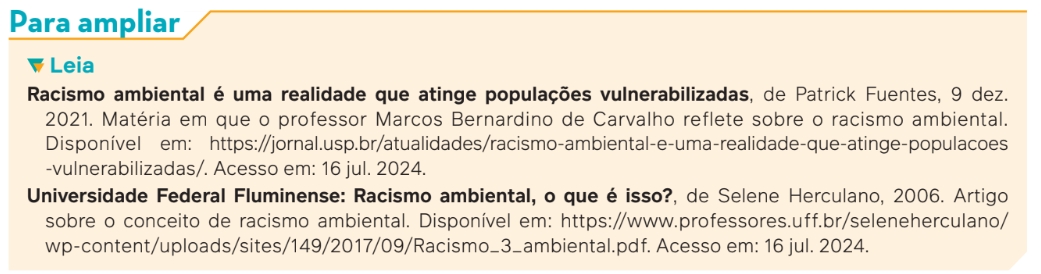 Para ampliar
Leia
Racismo ambiental é uma realidade que atinge populações vulnerabilizadas, de Patrick Fuentes, 9 dez.
2021. Matéria em que o professor Marcos Bernardino de Carvalho reflete sobre o racismo ambiental.
Disponível em: https://jornal.usp.br/atualidades/racismo-ambiental-e-uma-realidade-que-atinge-populacoes
-vulnerabilizadas/. Acesso em: 16 jul. 2024.
Universidade Federal Fluminense: Racismo ambiental, o que é isso?, de Selene Herculano, 2006. Artigo
sobre o conceito de racismo ambiental. Disponível em: https://www.professores.uff.br/seleneherculano/
wp-content/uploads/sites/149/2017/09/Racismo_3_ambiental.pdf. Acesso em: 16 jul. 2024.